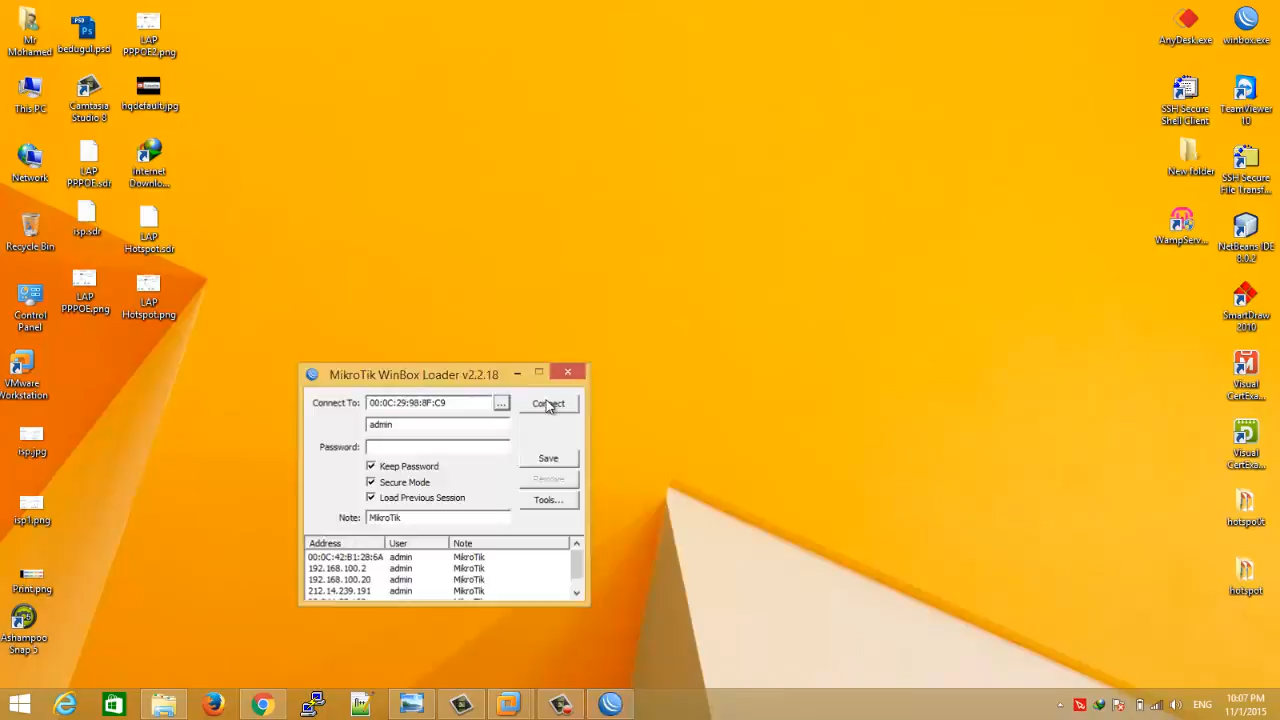 Mr
Mohamed
bedugul.psd
LAP
PPPOE2.png
This PC
Camtasia
Studio 8
hqdefault.jpg
Network
LAP
PPPOE.sdr
Internet
Downlo...
Recycle Bin
isp.sdr
LAP
Hotspot.sdr
Control
Panel
LAP
PPPOE.png
LAP
Hotspot.png
VMware
Workstation
isp.jpg
isp1.png
Print.png
Ashampoo
Snap 5
AnyDesk.exe
winbox.exe
SSH Secure
Shell Client
TeamViewer
10
New folder
SSH Secure
File Transf...
WampServ...
NetBeans IDE
8.0.2
SmartDraw
2010
Visual
CertExa...
Visual
CertExa...
hotspot
hotspot
MikroTik WinBox Loader v2.2.18
Connect To: 00:0C:29:98:8F:C9 ... Connect
admin
Password:
Keep Password Save
Secure Mode Remove
Load Previous Session Tools...
Note: MikroTik
Address User Note
00:0C:42:B1:28:6A admin MikroTik
192.168.100.2 admin MikroTik
192.168.100.20 admin MikroTik
212.14.239.191 admin MikroTik
ENG
10:07 PM
11/1/2015